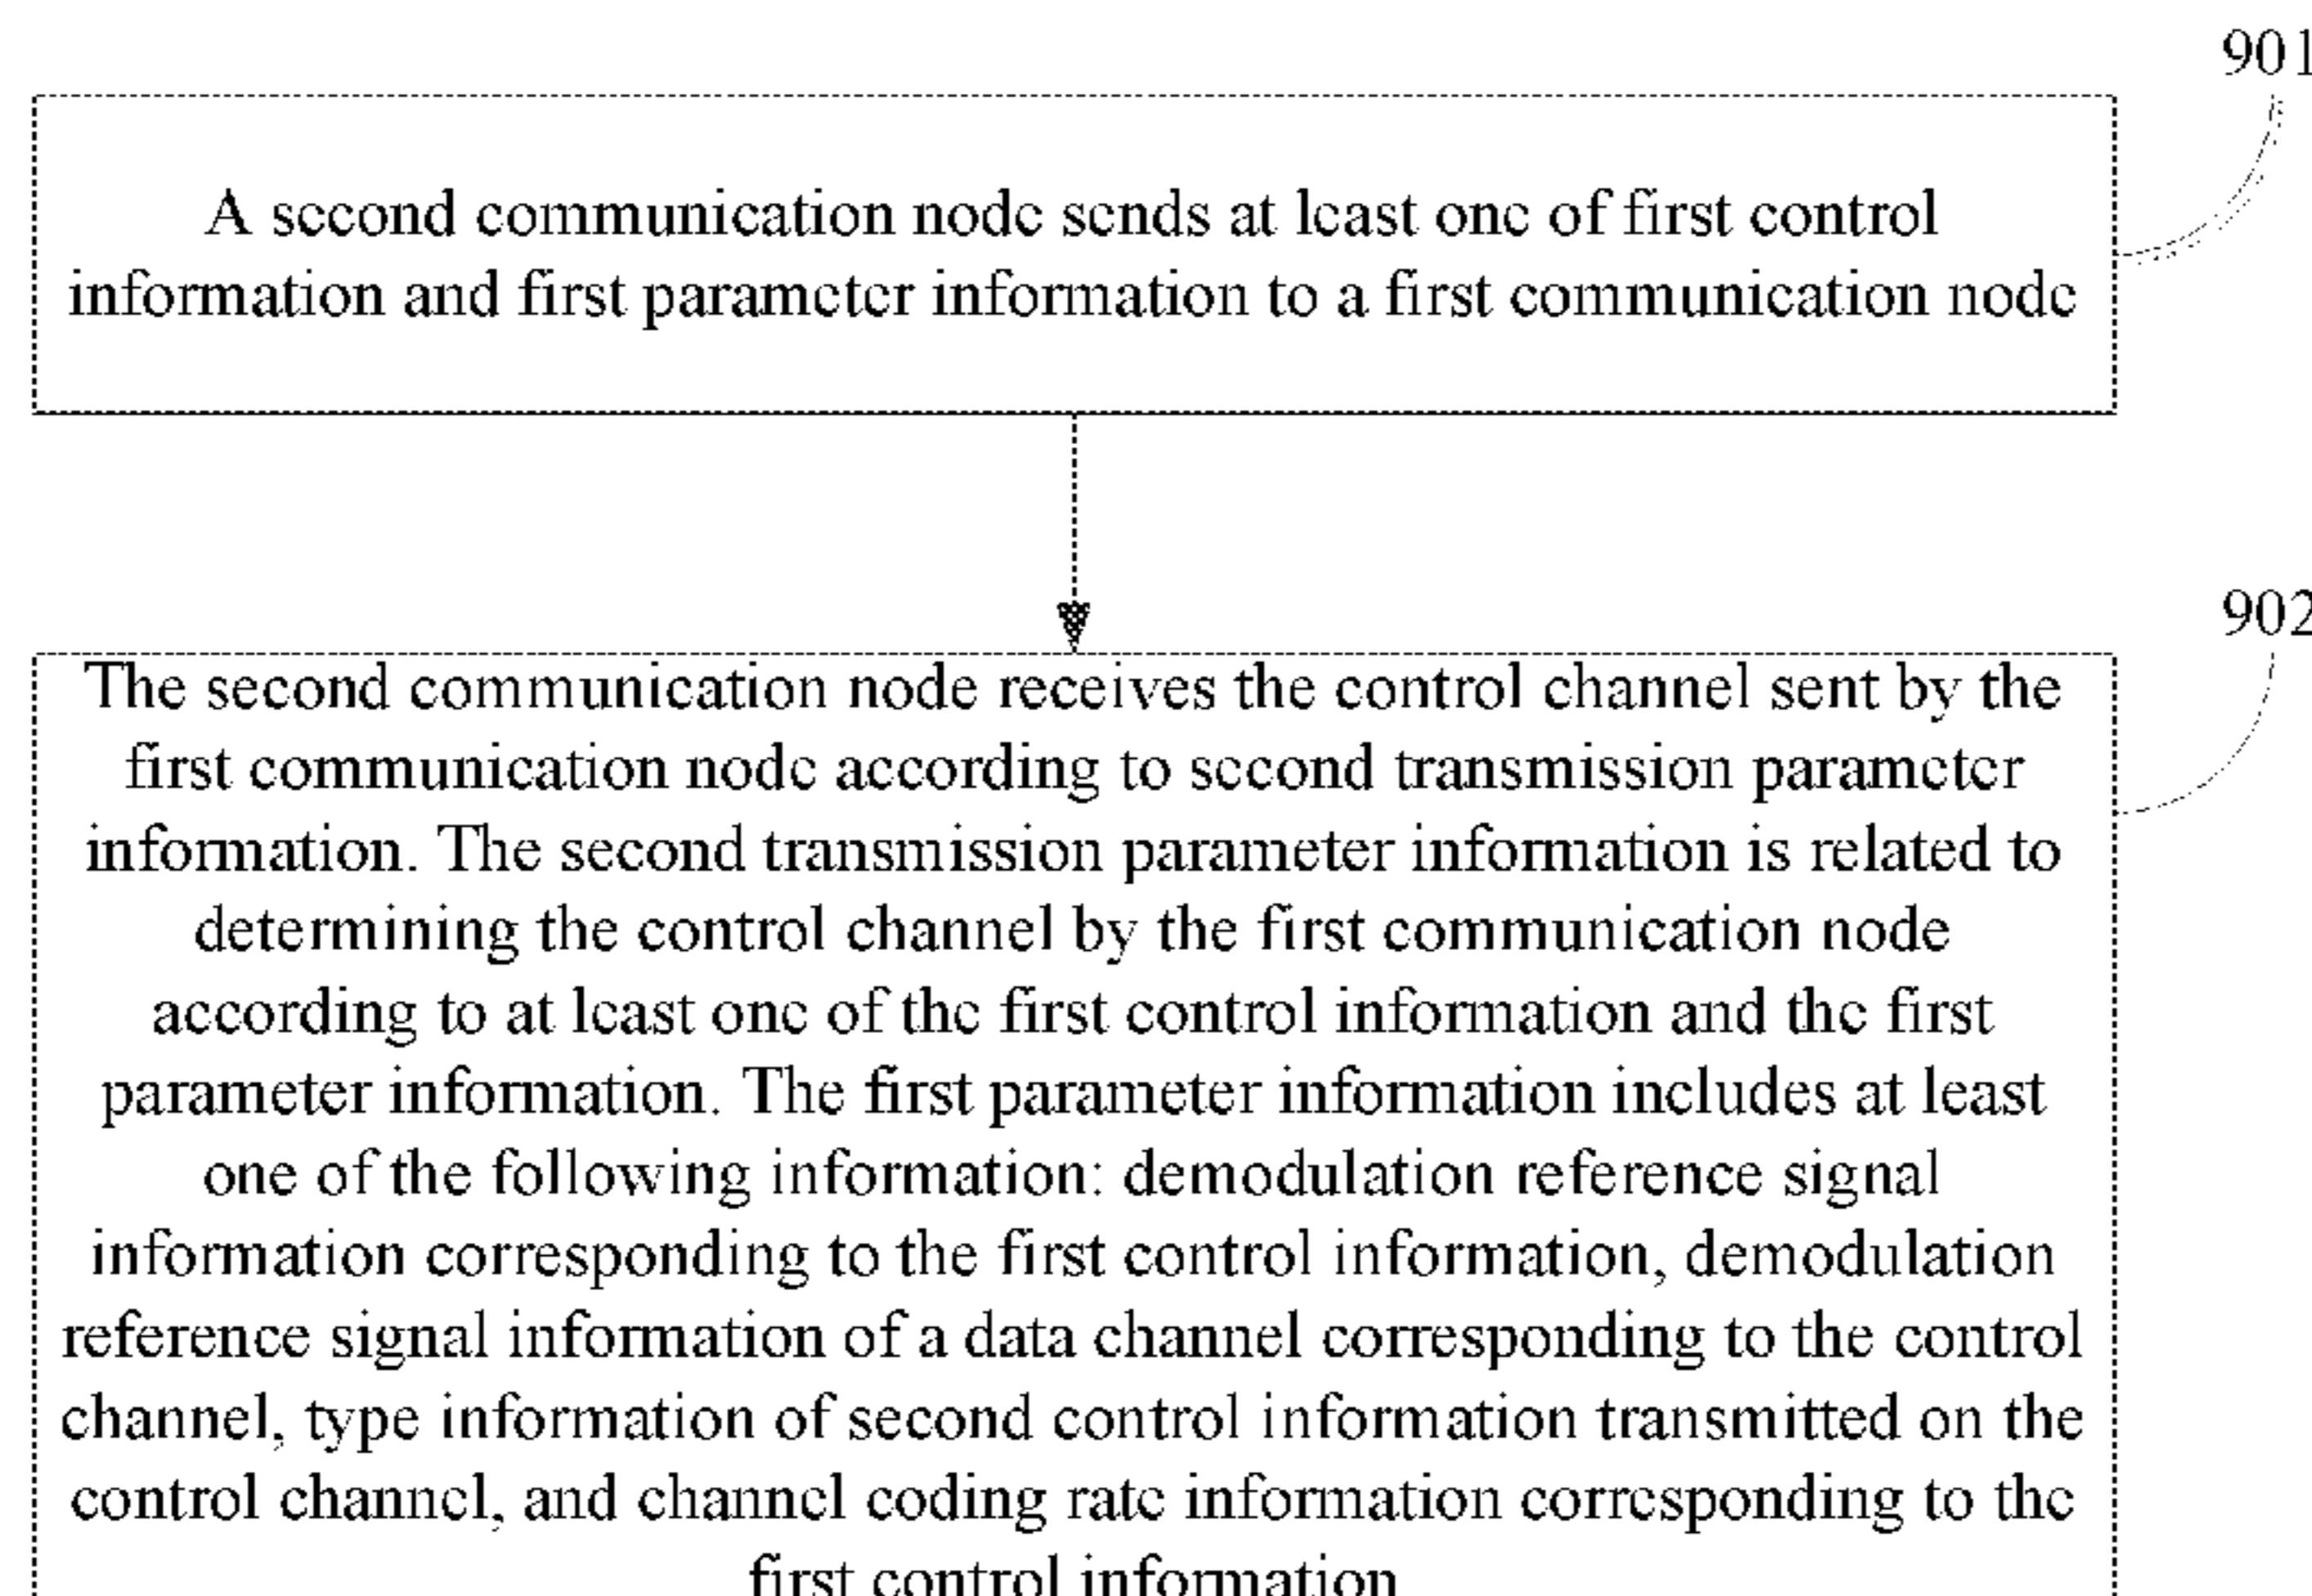 901
A second communication node sends at least one of first control
information and first parameter information to a first communication node
902
The second communication node receives the control channel sent by the
first communication node according to second transmission parameter
information. The second transmission parameter information is related to
determining the control channel by the first communication node
according to at least one of the first control information and the first
parameter information. The first parameter information includes at least
one of the following information: demodulation reference signal
information corresponding to the first control information, demodulation
reference signal information of a data channel corresponding to the control
channel, type information of second control information transmitted on the
control channel, and channel coding rate information corresponding to the
first control information